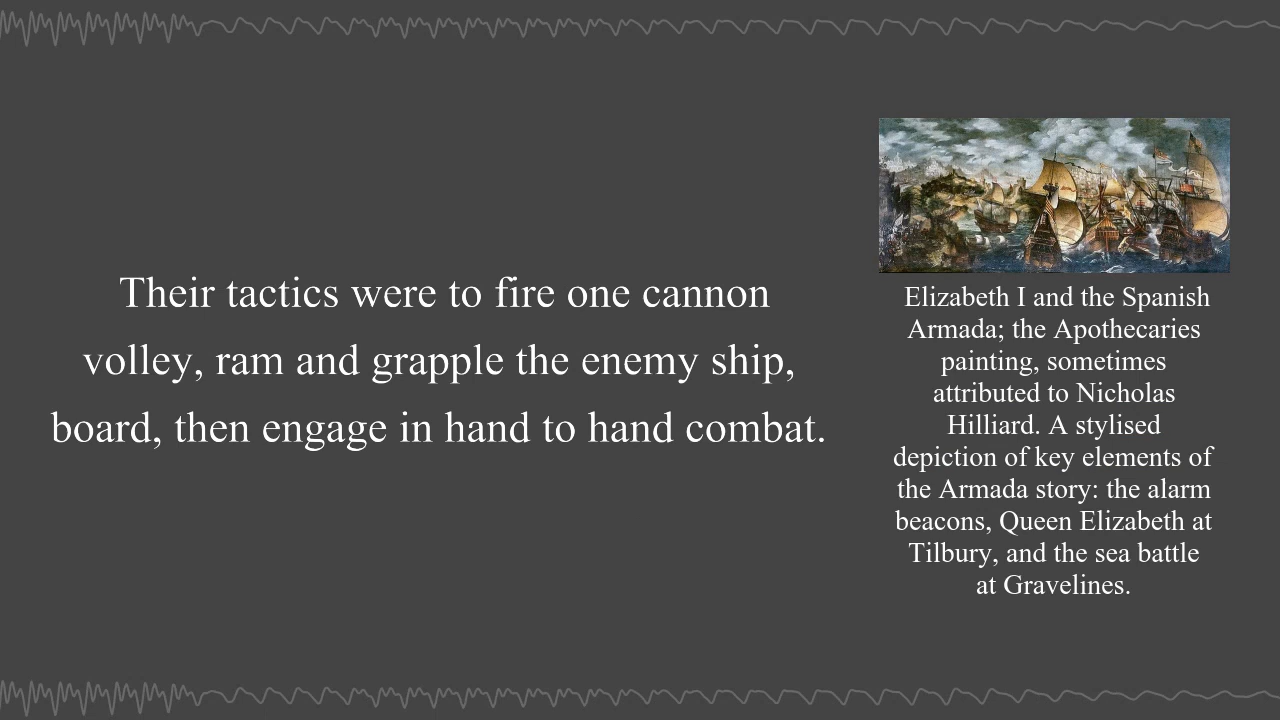 Their tactics were to fire one cannon
volley, ram and grapple the enemy ship,
board, then engage in hand to hand combat.
Elizabeth I and the Spanish
Armada; the Apothecaries
painting, sometimes
attributed to Nicholas
Hilliard. A stylised
depiction of key elements of
the Armada story: the alarm
beacons, Queen Elizabeth at
Tilbury, and the sea battle
at Gravelines.